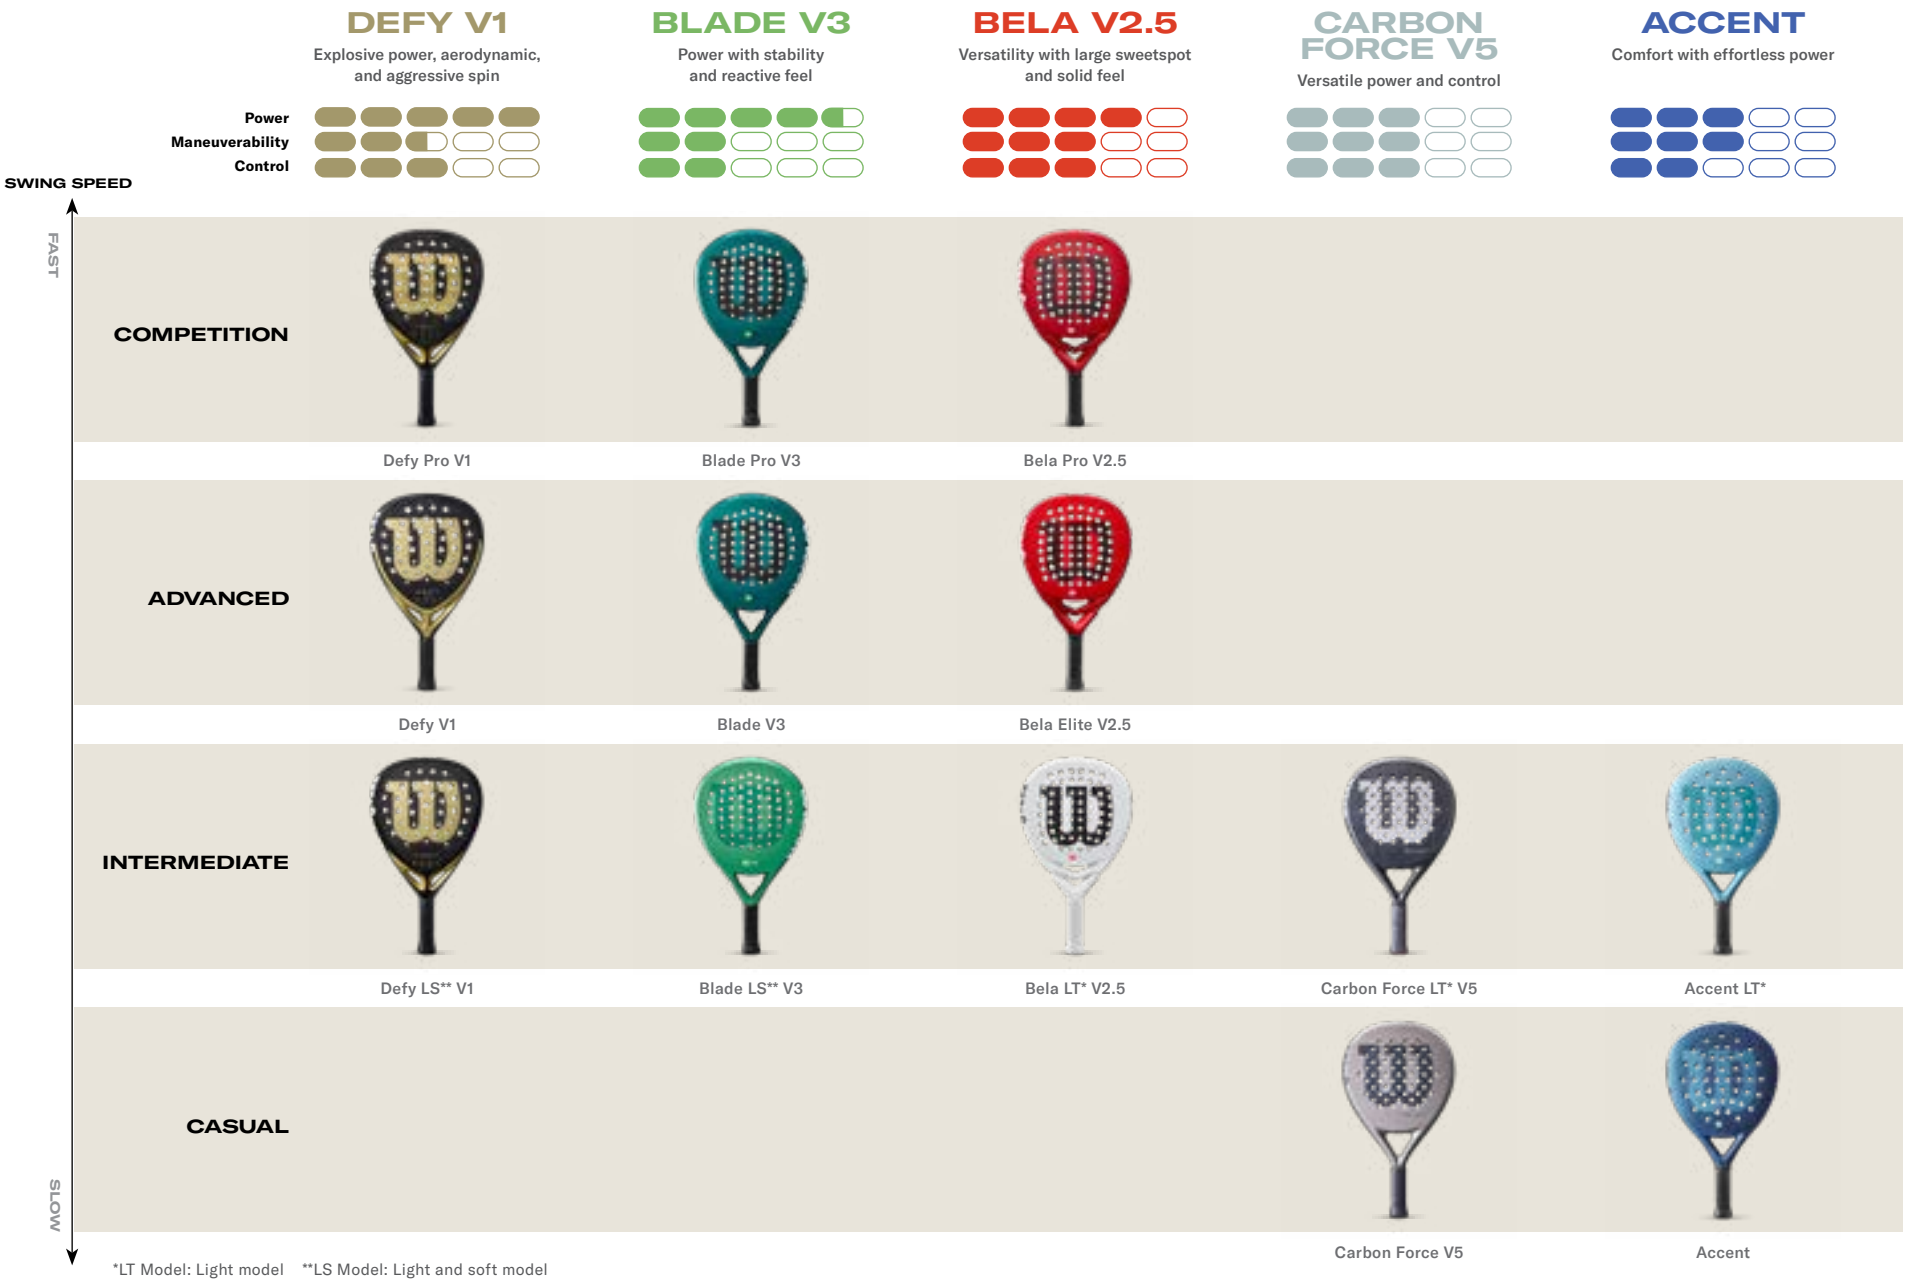 DEFY V1
Explosive power, aerodynamic,
and aggressive spin
BLADE V3
Power with stability
and reactive feel
BELA V2.5
Versatility with large sweetspot
and solid feel
CARBON
FORCE V5
Versatile power and control
ACCENT
Comfort with effortless power
Power
Maneuverability
Control
SWING SPEED
FAST
COMPETITION
Defy Pro V1
Blade Pro V3
Bela Pro V2.5
ADVANCED
Defy V1
Blade V3
Bela Elite V2.5
INTERMEDIATE
Defy LS** V1
Blade LS** V3
Bela LT* V2.5
Carbon Force LT* V5
Accent LT*
CASUAL
SLOW
Carbon Force V5
Accent
*LT Model: Light model **LS Model: Light and soft model